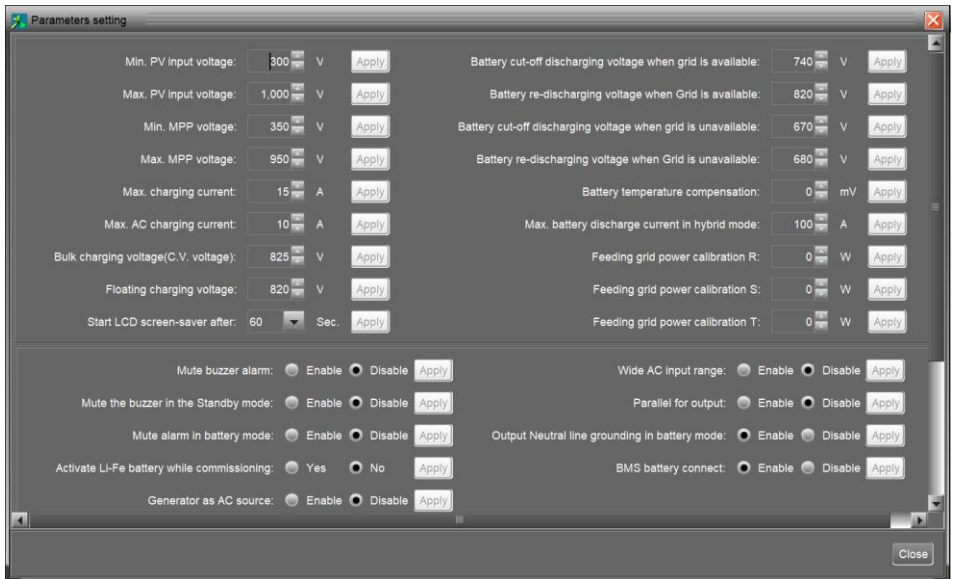 Parameters setting
Min. PV input voltage: 300 V Apply Battery cut-off discharging voltage when grid is available: 740 V Apply
Max. PV input voltage: 1,000 V Apply Battery re-discharging voltage when Grid is available: 820 V Apply
Min. MPP voltage: 350 V Apply Battery cut-off discharging voltage when grid is unavailable: 670 V Apply
Max. MPP voltage: 950 V Apply Battery re-discharging voltage when Grid is unavailable: 680 V Apply
Max. charging current: 15 A Apply Battery temperature compensation: 0 mV Apply
Max. AC charging current: 10 A Apply Max. battery discharge current in hybrid mode: 100 A Apply
Bulk charging voltage(C.V. voltage): 825 V Apply Feeding grid power calibration R: 0 W Apply
Floating charging voltage: 820 V Apply Feeding grid power calibration S: 0 W Apply
Start LCD screen-saver after: 60 Sec. Apply Feeding grid power calibration T: 0 W Apply
Mute buzzer alarm: Enable Disable Apply Wide AC input range: Enable Disable Apply
Mute the buzzer in the Standby mode: Enable Disable Apply Parallel for output: Enable Disable Apply
Mute alarm in battery mode: Enable Disable Apply Output Neutral line grounding in battery mode: Enable Disable Apply
Activate Li-Fe battery while commissioning: Yes No Apply BMS battery connect: Enable Disable Apply
Generator as AC source: Enable Disable Apply
Close